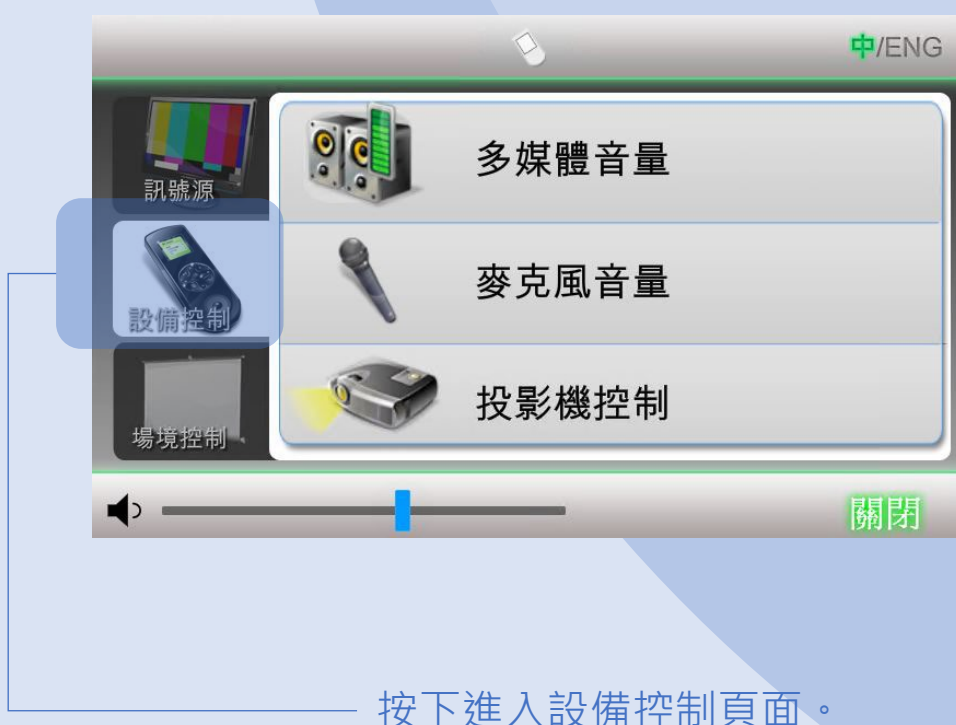 中/ENG
訊號源
多媒體音量
設備控制
麥克風音量
場境控制
投影機控制
關閉
按下進入設備控制頁面。